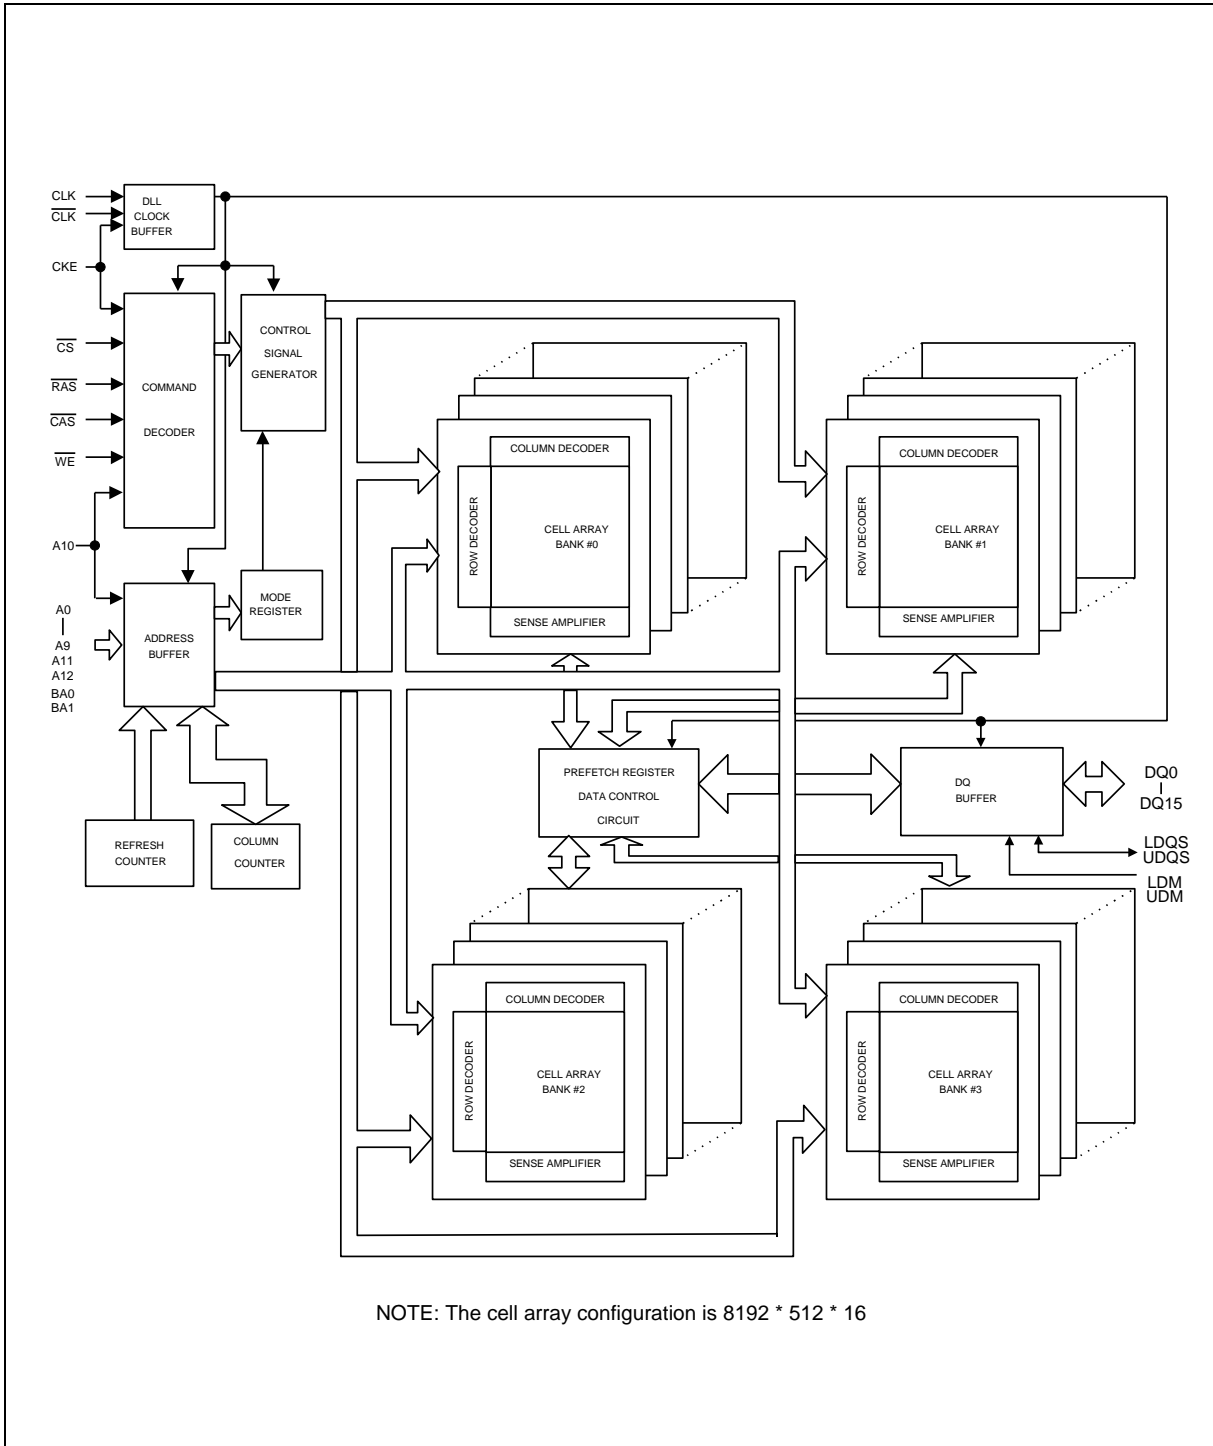 CLK
CLK
CKE
CS
RAS
CAS
WE
A10
A0
A9
A11
A12
BA0
BA1
DLL
CLOCK
BUFFER
COMMAND
DECODER
CONTROL
SIGNAL
GENERATOR
MODE
REGISTER
ADDRESS
BUFFER
REFRESH
COUNTER
COLUMN
COUNTER
COLUMN DECODER
ROW DECODER
CELL ARRAY
BANK #0
SENSE AMPLIFIER
COLUMN DECODER
ROW DECODER
CELL ARRAY
BANK #1
SENSE AMPLIFIER
PREFETCH REGISTER
DATA CONTROL
CIRCUIT
DQ
BUFFER
DQ0
DQ15
LDQS
UDQS
LDM
UDM
COLUMN DECODER
ROW DECODER
CELL ARRAY
BANK #2
SENSE AMPLIFIER
COLUMN DECODER
ROW DECODER
CELL ARRAY
BANK #3
SENSE AMPLIFIER
NOTE: The cell array configuration is 8192 * 512 * 16